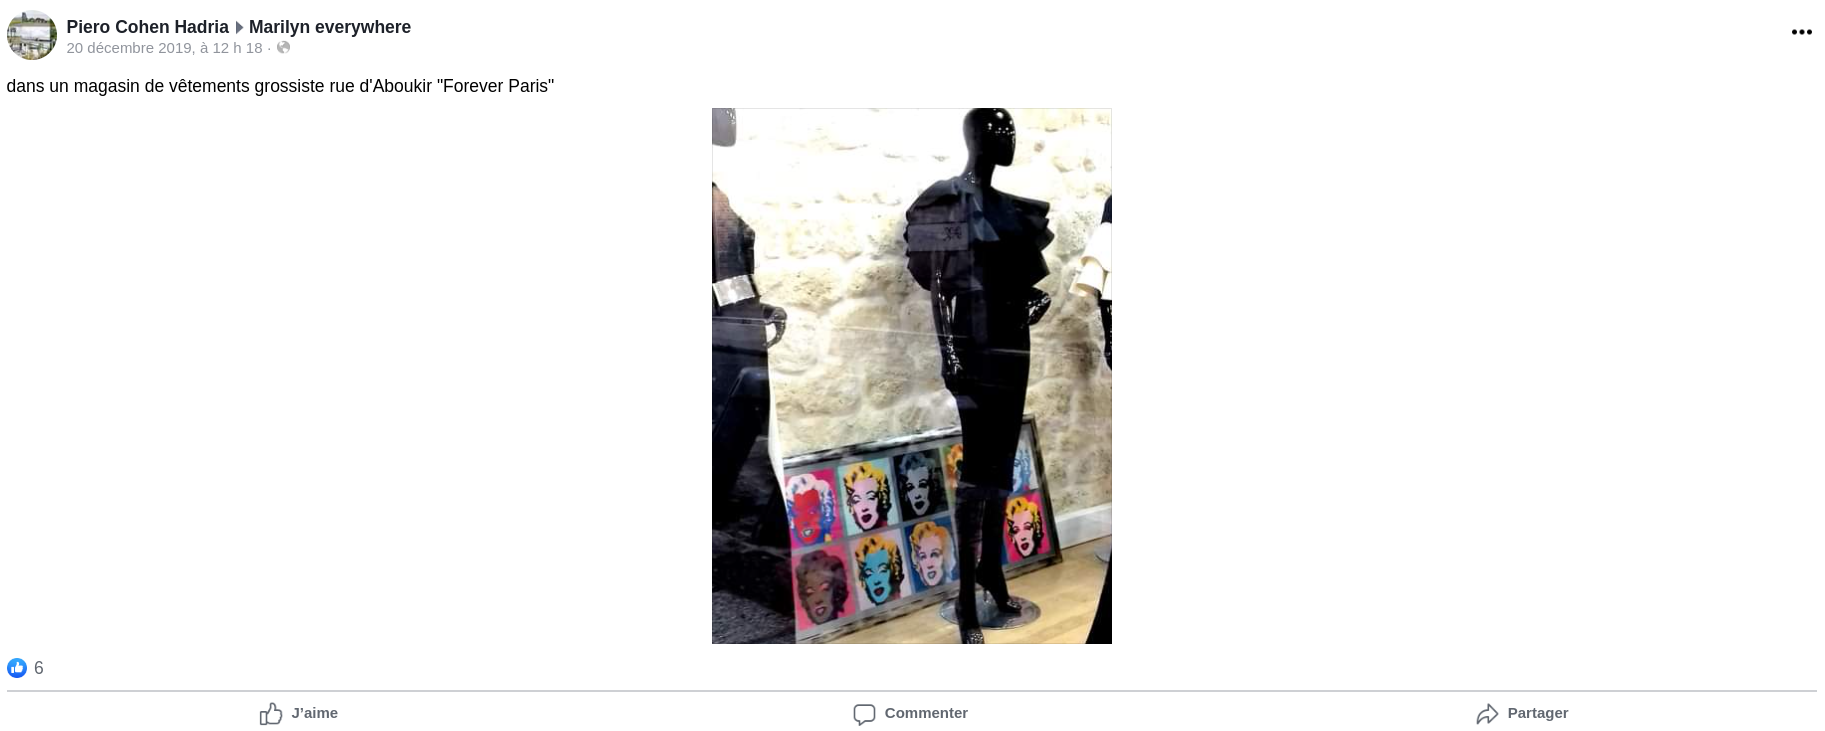 Piero Cohen Hadria ▸ Marilyn everywhere
20 décembre 2019, à 12 h 18 ·
dans un magasin de vêtements grossiste rue d'Aboukir "Forever Paris"
6
J’aime
Commenter
Partager